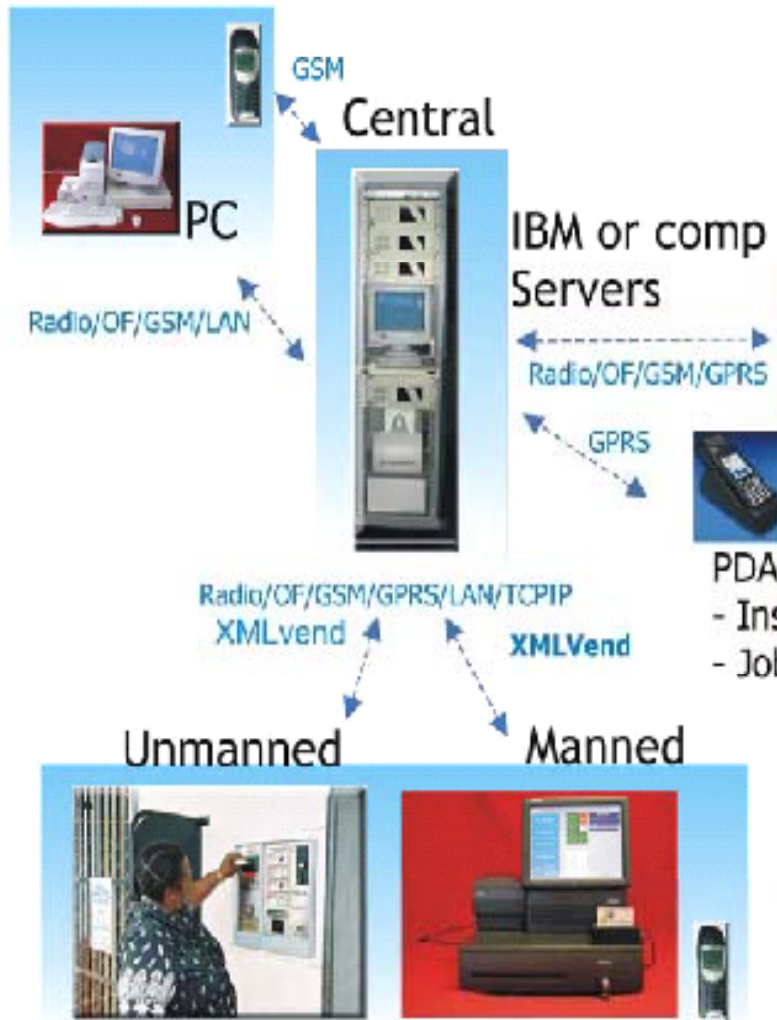 GSM
Central
PC
IBM or comp
Servers
Radio/OF/GSM/LAN
Radio/OF/GSM/GPRS
GPRS
PDA
- Ins
- Jo
Radio/OF/GSM/GPRS/LAN/TCPIP
XMLvend
XMLVend
Unmanned
Manned